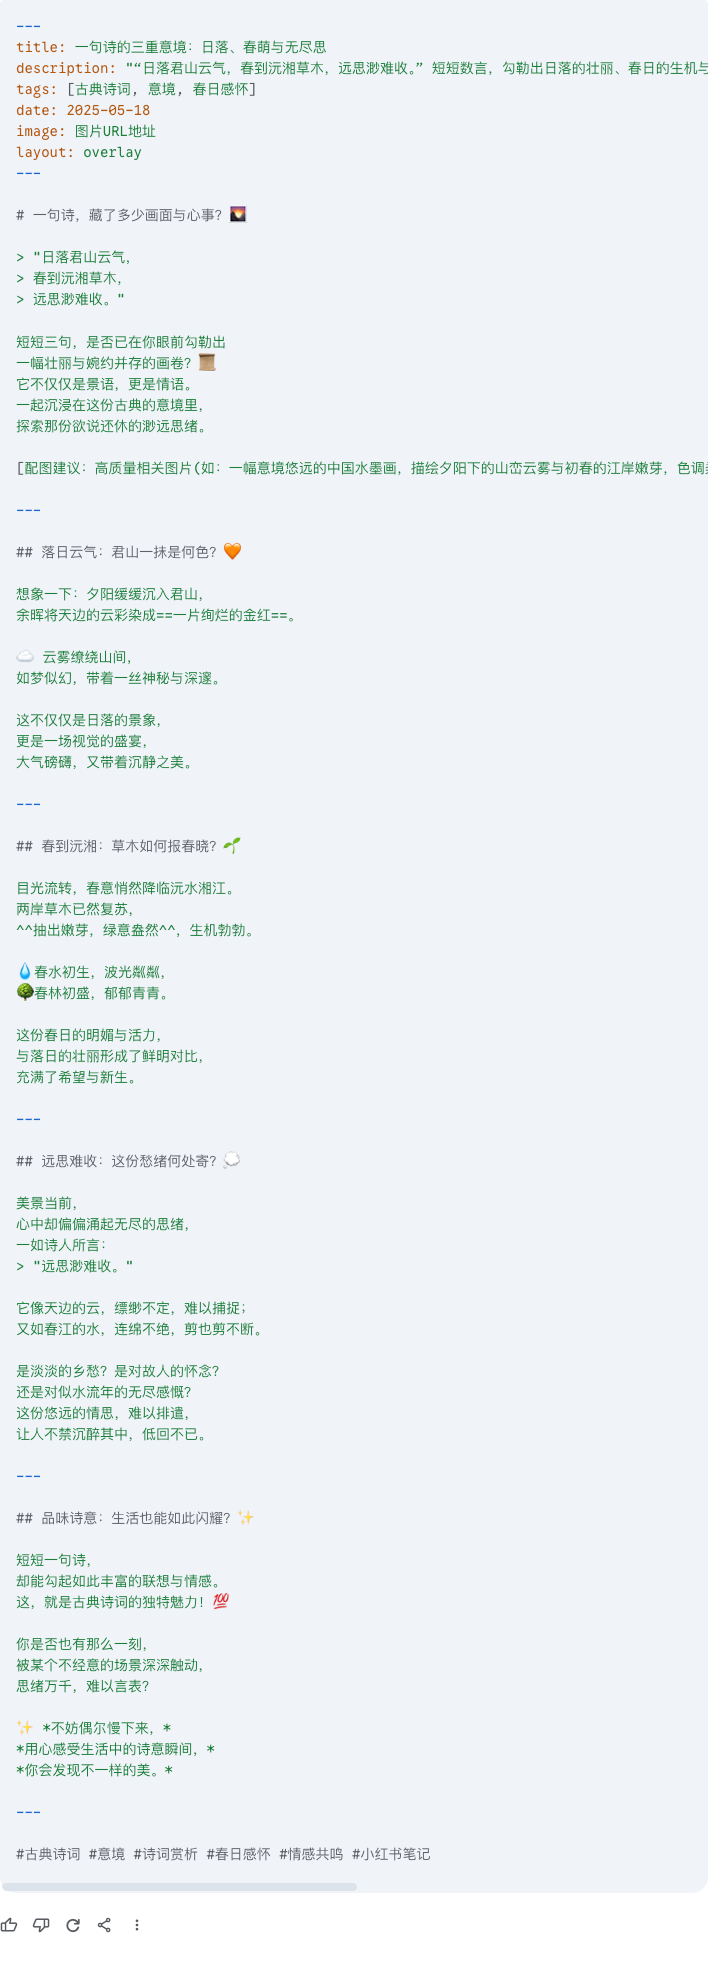 ---
title: 一句诗的三重意境：日落、春萌与无尽思
description: "“日落君山云气，春到沅湘草木，远思渺难收。” 短短数言，勾勒出日落的壮丽、春日的生机与
tags: [古典诗词, 意境, 春日感怀]
date: 2025-05-18
image: 图片URL地址
layout: overlay
---
# 一句诗，藏了多少画面与心事？🌄
> "日落君山云气，
> 春到沅湘草木，
> 远思渺难收。"
短短三句，是否已在你眼前勾勒出
一幅壮丽与婉约并存的画卷？📜
它不仅仅是景语，更是情语。
一起沉浸在这份古典的意境里，
探索那份欲说还休的渺远思绪。
[配图建议：高质量相关图片(如：一幅意境悠远的中国水墨画，描绘夕阳下的山峦云雾与初春的江岸嫩芽，色调
---
## 落日云气：君山一抹是何色？🧡
想象一下：夕阳缓缓沉入君山，
余晖将天边的云彩染成==一片绚烂的金红==。
☁️ 云雾缭绕山间，
如梦似幻，带着一丝神秘与深邃。
这不仅仅是日落的景象，
更是一场视觉的盛宴，
大气磅礴，又带着沉静之美。
---
## 春到沅湘：草木如何报春晓？🌱
目光流转，春意悄然降临沅水湘江。
两岸草木已然复苏，
^^抽出嫩芽，绿意盎然^^，生机勃勃。
💧春水初生，波光粼粼，
🌳春林初盛，郁郁青青。
这份春日的明媚与活力，
与落日的壮丽形成了鲜明对比，
充满了希望与新生。
---
## 远思难收：这份愁绪何处寄？💭
美景当前，
心中却偏偏涌起无尽的思绪，
一如诗人所言：
> "远思渺难收。"
它像天边的云，缥缈不定，难以捕捉；
又如春江的水，连绵不绝，剪也剪不断。
是淡淡的乡愁？是对故人的怀念？
还是对似水流年的无尽感慨？
这份悠远的情思，难以排遣，
让人不禁沉醉其中，低回不已。
---
## 品味诗意：生活也能如此闪耀？✨
短短一句诗，
却能勾起如此丰富的联想与情感。
这，就是古典诗词的独特魅力！💯
你是否也有那么一刻，
被某个不经意的场景深深触动，
思绪万千，难以言表？
✨ *不妨偶尔慢下来，*
*用心感受生活中的诗意瞬间，*
*你会发现不一样的美。*
---
#古典诗词 #意境 #诗词赏析 #春日感怀 #情感共鸣 #小红书笔记